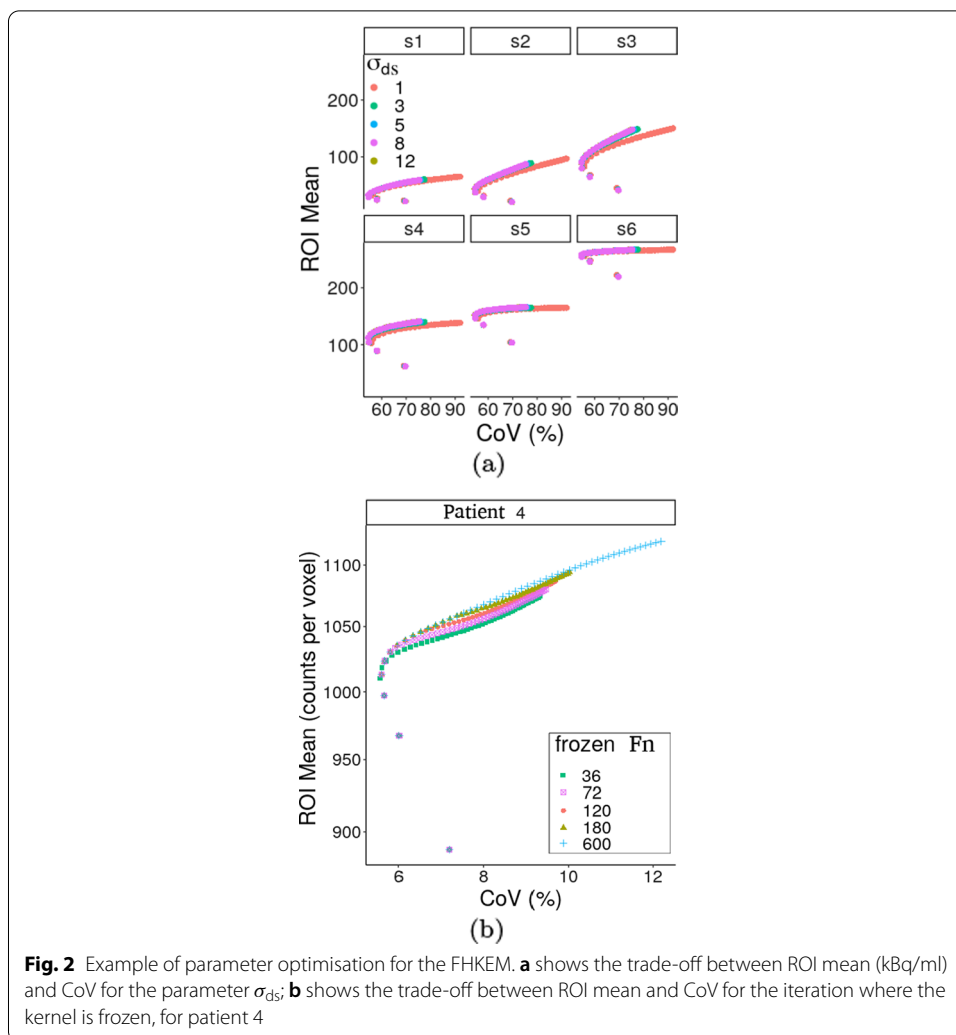 s1 s2 s3
σds
1
3
5
8
12
200
100
ROI Mean
s4 s5 s6
200
100
60 70 80 90 60 70 80 90 60 70 80 90
CoV (%)
(a)
Patient 4
1100
1050
1000
950
900
ROI Mean (counts per voxel)
frozen Fn
36
72
120
180
600
6 8 10 12
CoV (%)
(b)
Fig. 2 Example of parameter optimisation for the FHKEM. a shows the trade-off between ROI mean (kBq/ml)
and CoV for the parameter σds; b shows the trade-off between ROI mean and CoV for the iteration where the
kernel is frozen, for patient 4